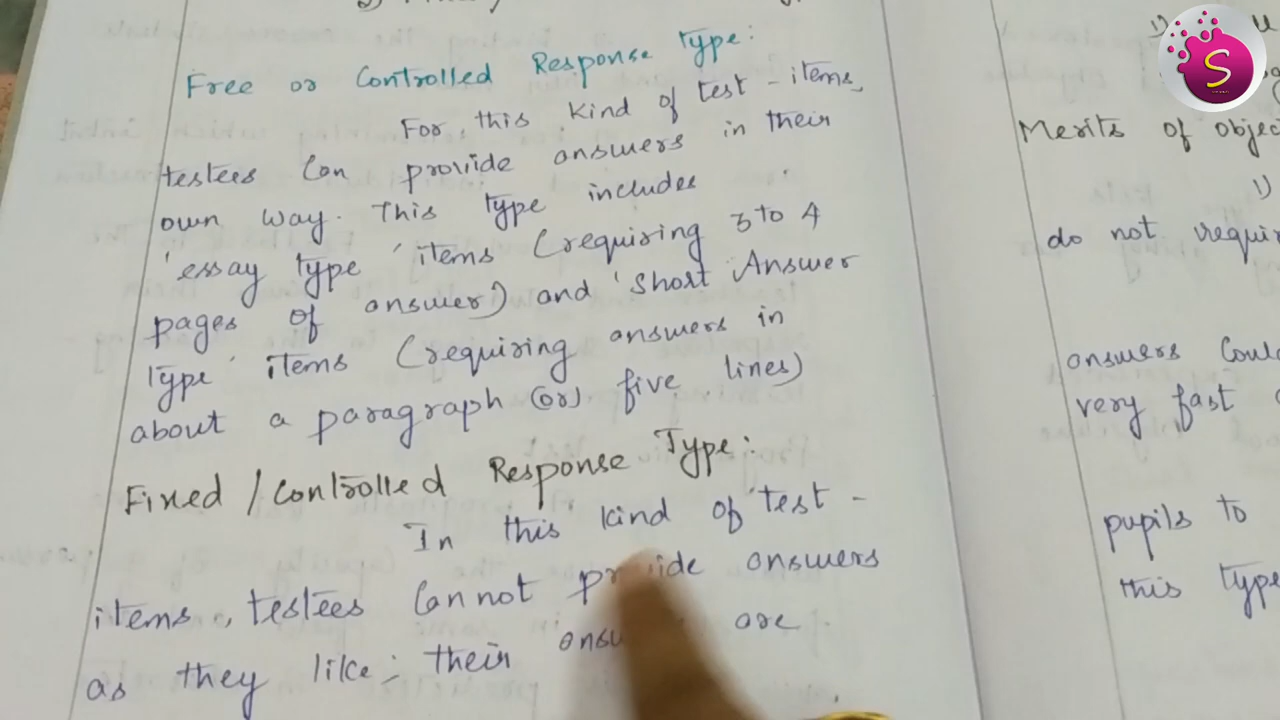 Free or Controlled Response Type:
For this kind of test - items,
testees can provide answers in their
own way. This type includes
'essay type' items (requiring 3 to 4
pages of answer) and 'Short Answer
Type' items (requiring answers in
about a paragraph (or) five lines)
Fixed / Controlled Response Type:
In this kind of test -
items, testees cannot provide answers
as they like; their are
Merits of
1)
do not
answers
very fast
pupils to
this type
S